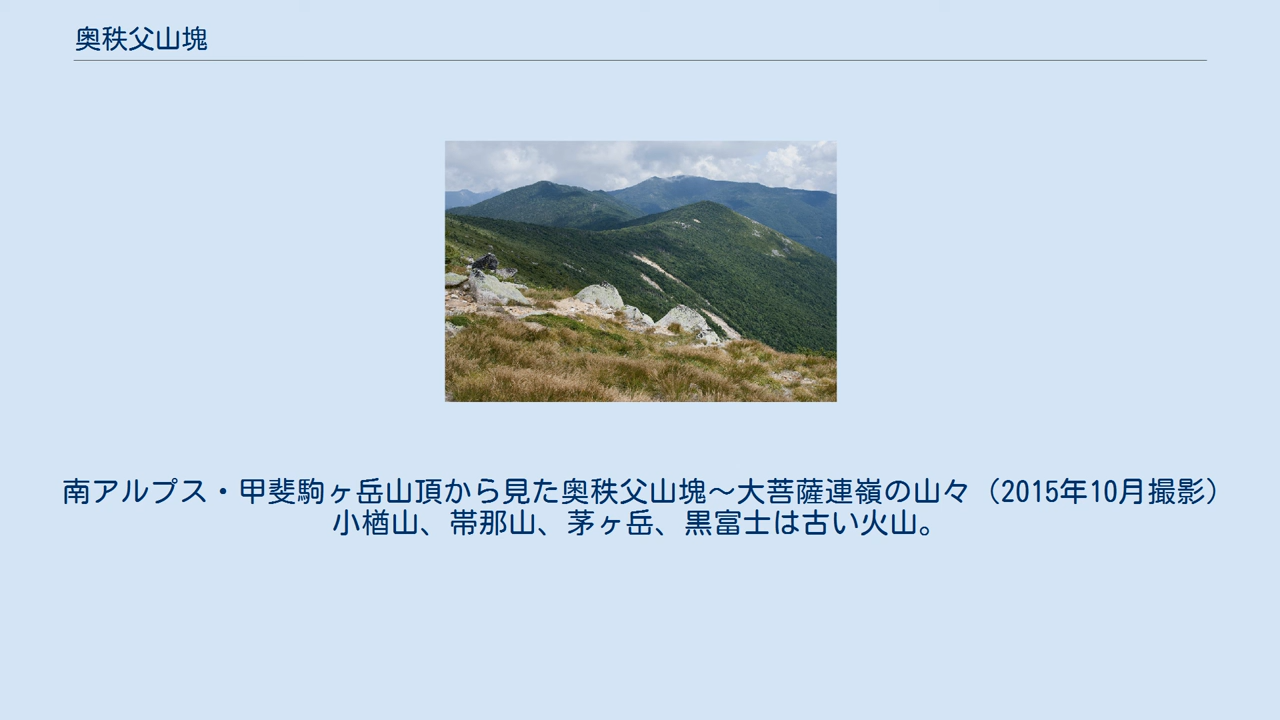 奥秩父山塊
南アルプス・甲斐駒ヶ岳山頂から見た奥秩父山塊～大菩薩連嶺の山々（2015年10月撮影）
小楢山、帯那山、茅ヶ岳、黒富士は古い火山。